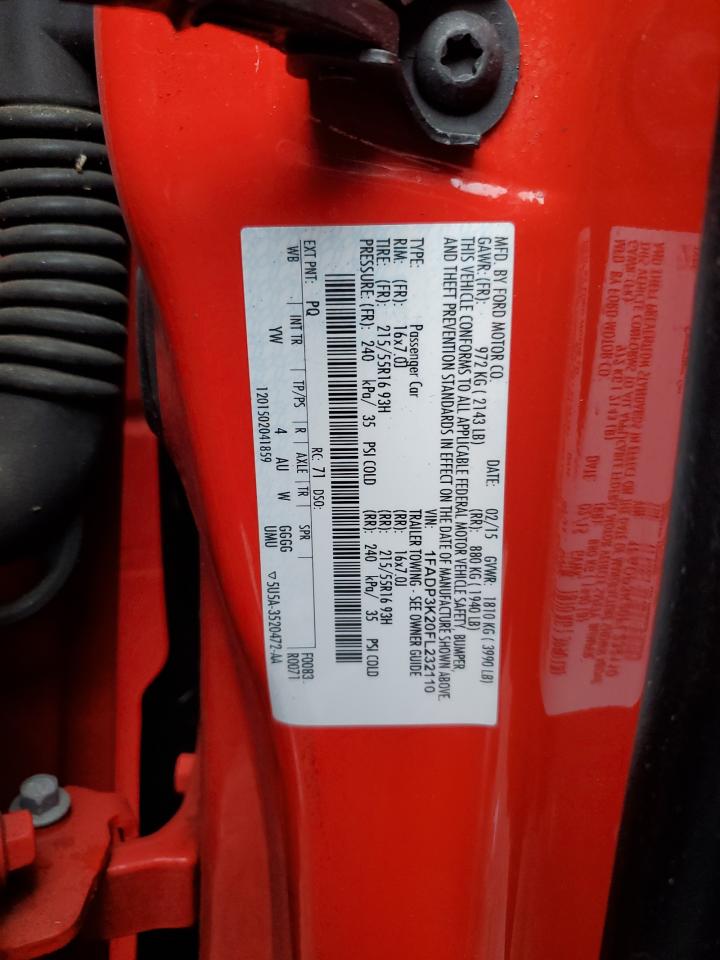 MFD. BY FORD MOTOR CO.
DATE: 02/15 GVWR: 1810 KG ( 3990 LB)
GAWR: (FR): 972 KG ( 2143 LB) (RR): 880 KG ( 1940 LB)
THIS VEHICLE CONFORMS TO ALL APPLICABLE FEDERAL MOTOR VEHICLE SAFETY, BUMPER,
AND THEFT PREVENTION STANDARDS IN EFFECT ON THE DATE OF MANUFACTURE SHOWN ABOVE.
VIN: 1FADP3K20FL232110
TYPE: Passenger Car TRAILER TOWING - SEE OWNER GUIDE
RIM: (FR): 16x7.0J (RR): 16x7.0J
TIRE: (FR): 215/55R16 93H (RR): 215/55R16 93H
PRESSURE: (FR): 240 kPa/ 35 PSI COLD (RR): 240 kPa/ 35 PSI COLD
RC: 71 DSO: F0083
EXT PNT: PQ R0071
WB INT TR TP/PS R AXLE TR SPR
YW 4 AU W GGGG
UMU
1201502041859 ▽ 5U5A-3520472-AA